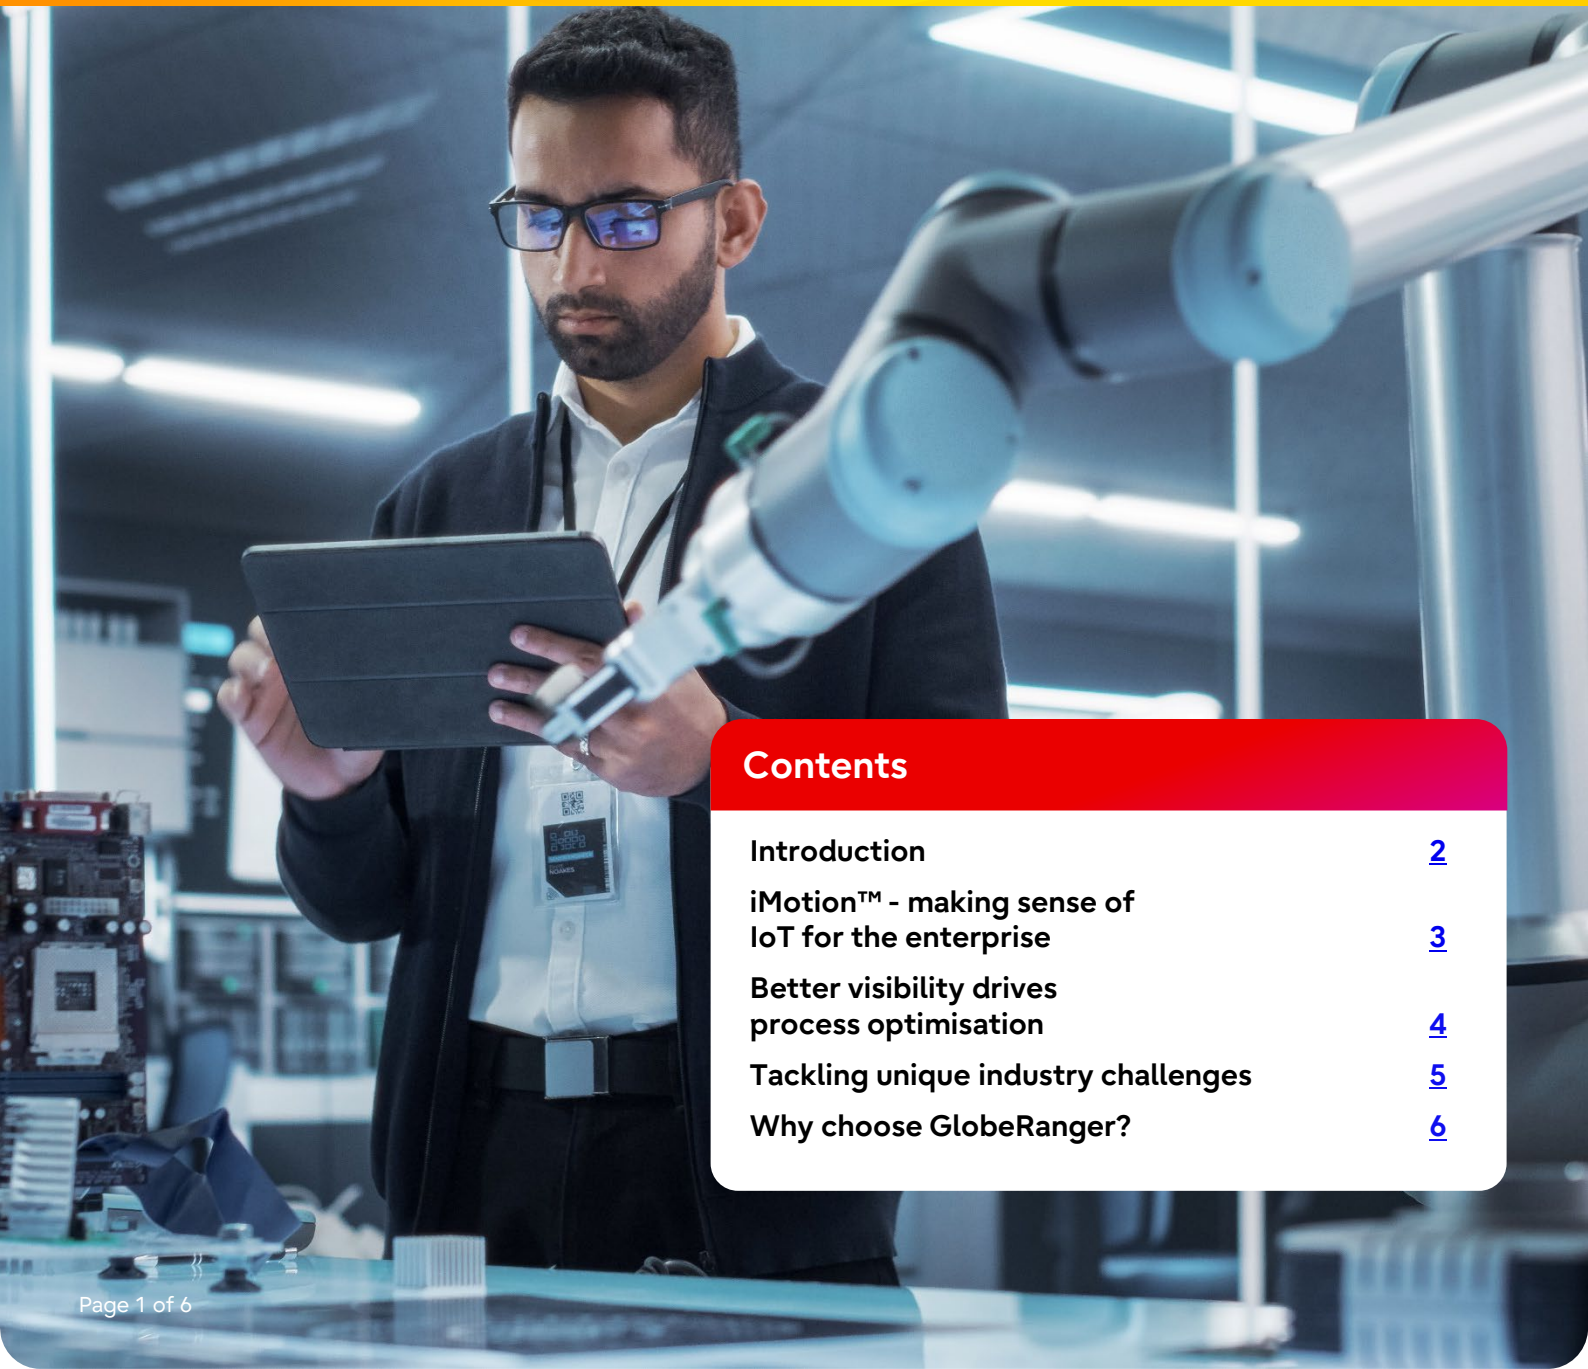 Contents
Introduction 2
iMotion™ - making sense of
IoT for the enterprise 3
Better visibility drives
process optimisation 4
Tackling unique industry challenges 5
Why choose GlobeRanger? 6
NOAKES
Page 1 of 6